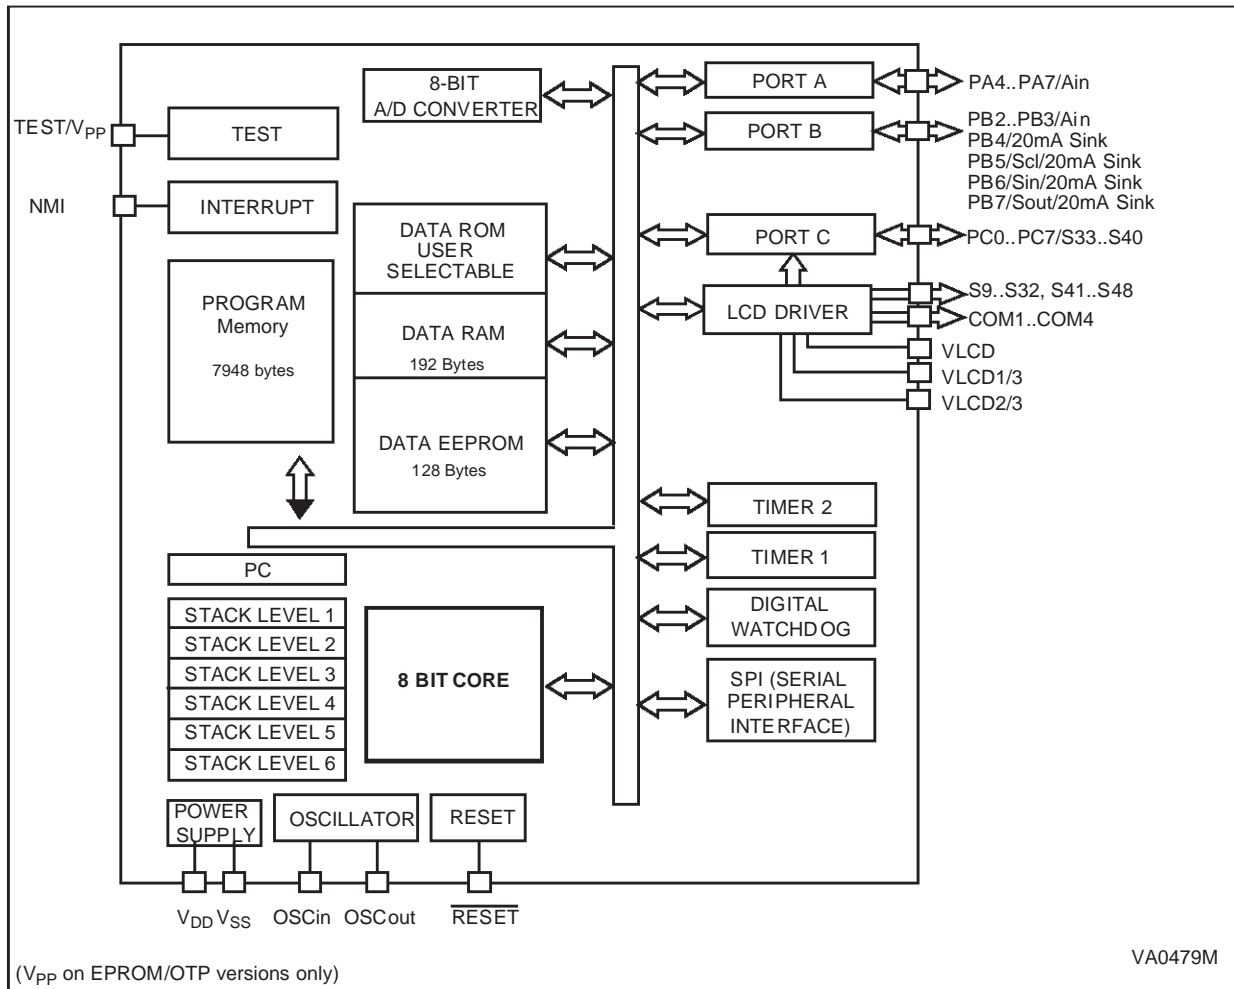 8-BIT
A/D CONVERTER
PORT A
PA4..PA7/Ain
TEST/VPP
TEST
PORT B
PB2..PB3/Ain
PB4/20mA Sink
PB5/Scl/20mA Sink
PB6/Sin/20mA Sink
PB7/Sout/20mA Sink
NMI
INTERRUPT
DATA ROM
USER
SELECTABLE
PORT C
PC0..PC7/S33..S40
PROGRAM
Memory
7948 bytes
DATA RAM
192 Bytes
LCD DRIVER
S9..S32, S41..S48
COM1..COM4
VLCD
VLCD1/3
VLCD2/3
DATA EEPROM
128 Bytes
TIMER 2
TIMER 1
PC
STACK LEVEL 1
STACK LEVEL 2
STACK LEVEL 3
STACK LEVEL 4
STACK LEVEL 5
STACK LEVEL 6
8 BIT CORE
DIGITAL
WATCHDOG
SPI (SERIAL
PERIPHERAL
INTERFACE)
POWER
SUPPLY
OSCILLATOR
RESET
VDD VSS
OSCin
OSCout
RESET
VA0479M
(VPP on EPROM/OTP versions only)